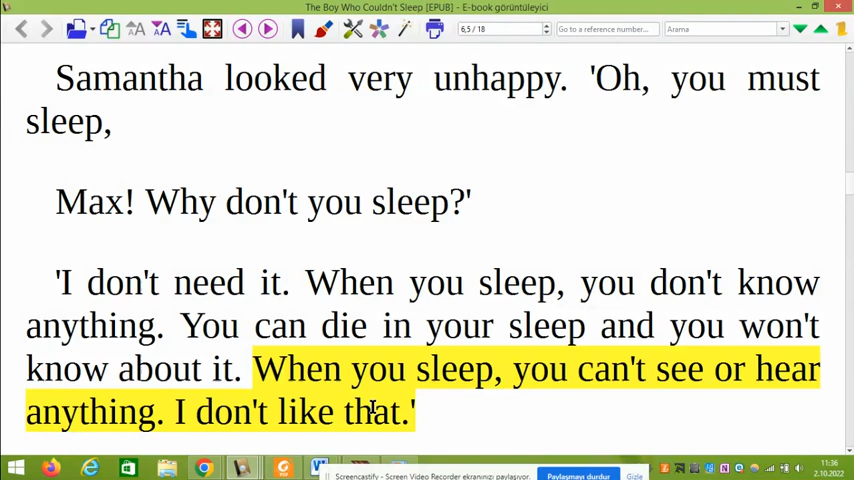 The Boy Who Couldn't Sleep [EPUB] - E-book görüntüleyici
6,5 / 18
Go to a reference number...
Arama
Samantha looked very unhappy. 'Oh, you must
sleep,
Max! Why don't you sleep?'
'I don't need it. When you sleep, you don't know
anything. You can die in your sleep and you won't
know about it. When you sleep, you can't see or hear
anything. I don't like that.'
11:36
Screencastify - Screen Video Recorder ekranınızı paylaşıyor.
Paylaşmayı durdur
Gizle
2.10.2022